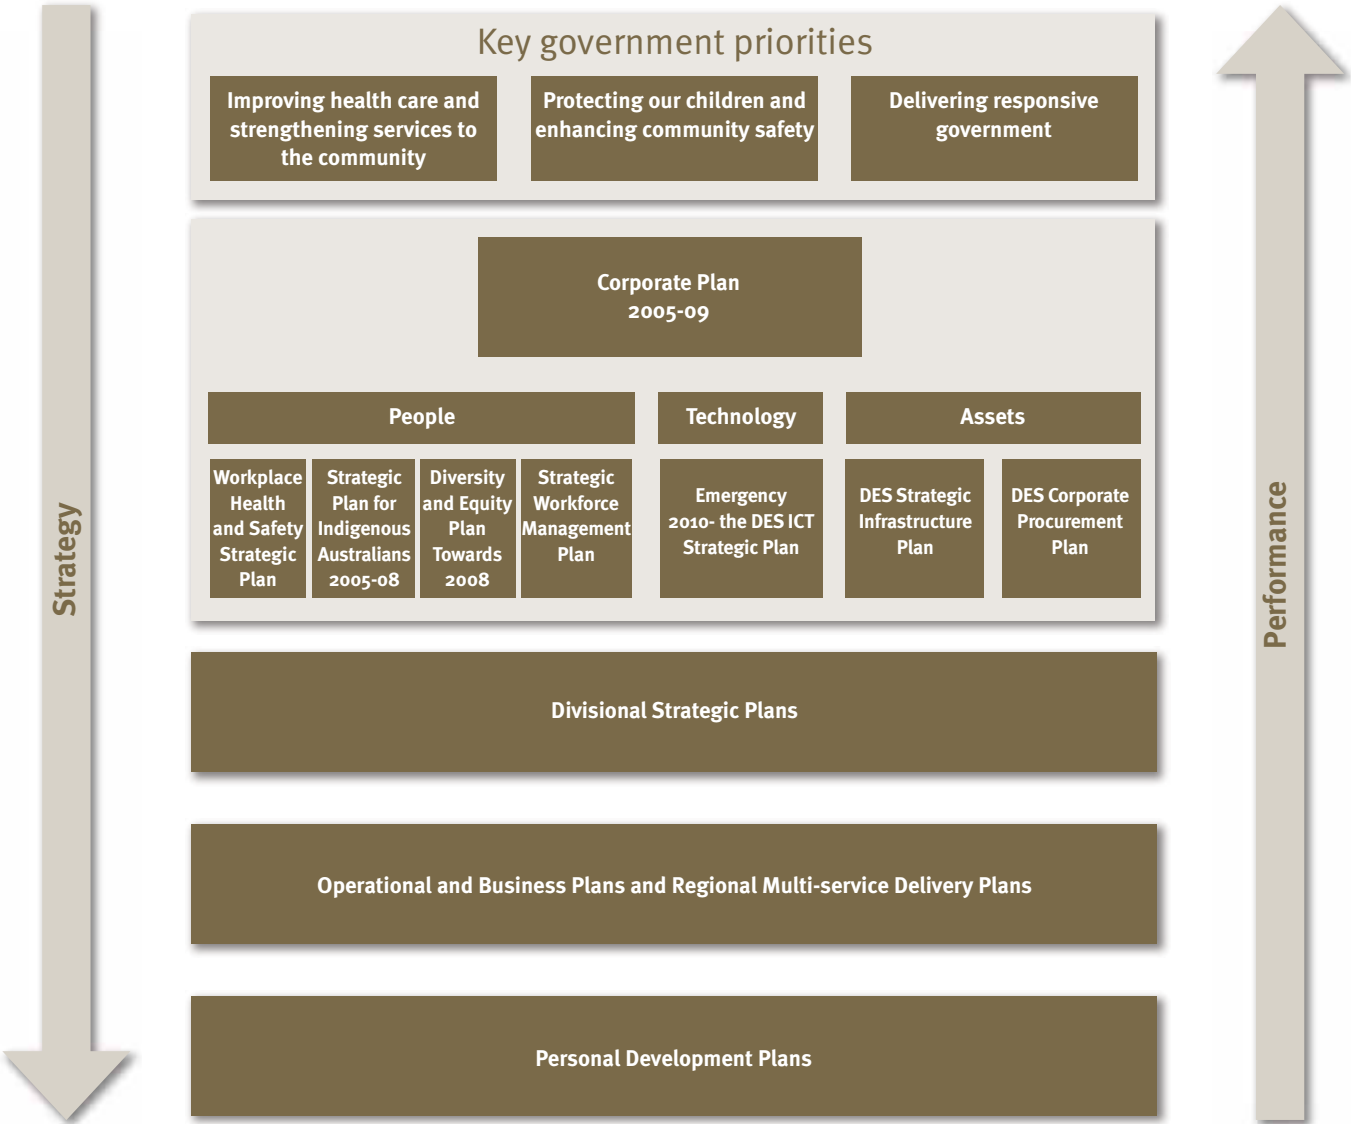 Key government priorities
Improving health care and
strengthening services to
the community
Protecting our children and
enhancing community safety
Delivering responsive
government
Corporate Plan
2005-09
People
Technology
Assets
Workplace
Health
and Safety
Strategic
Plan
Strategic
Plan for
Indigenous
Australians
2005-08
Diversity
and Equity
Plan
Towards
2008
Strategic
Workforce
Management
Plan
Emergency
2010- the DES ICT
Strategic Plan
DES Strategic
Infrastructure
Plan
DES Corporate
Procurement
Plan
Divisional Strategic Plans
Operational and Business Plans and Regional Multi-service Delivery Plans
Personal Development Plans
Strategy
Performance